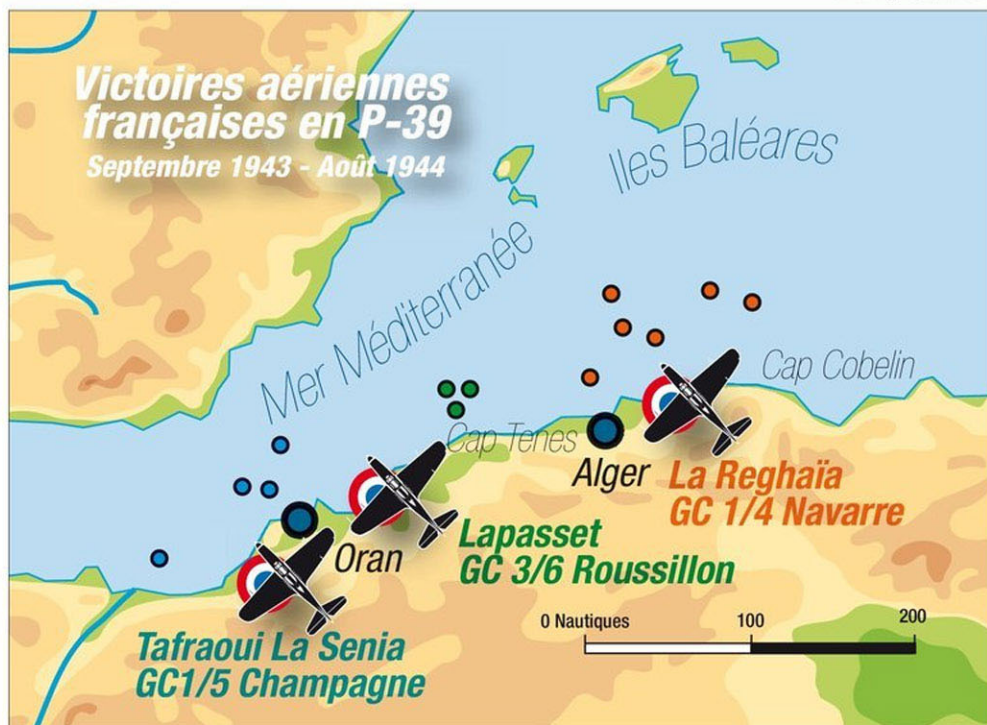 Victoires aériennes
françaises en P-39
Septembre 1943 - Août 1944
Iles Baléares
Mer Méditerranée
Cap Cobelin
Cap Tenes
Alger
La Reghaïa
GC 1/4 Navarre
Oran
Lapasset
GC 3/6 Roussillon
0 Nautiques 100 200
Tafraoui La Senia
GC1/5 Champagne